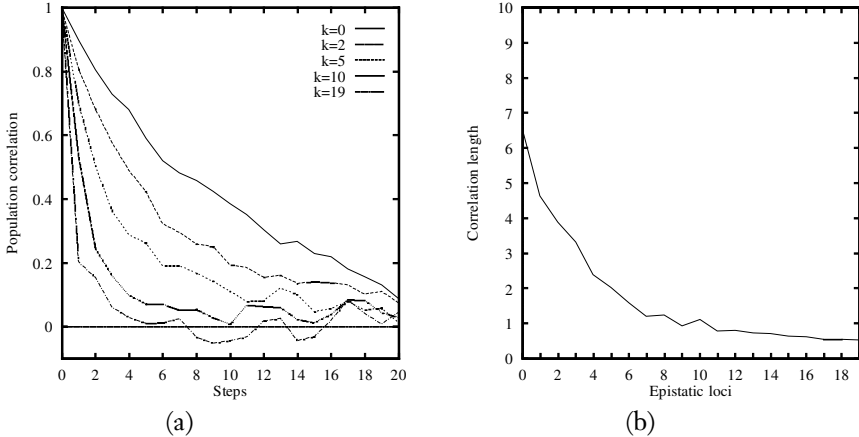 Population correlation
1
0.8
0.6
0.4
0.2
0
k=0
k=2
k=5
k=10
k=19
0 2 4 6 8 10 12 14 16 18 20
Steps
(a)
Correlation length
10
9
8
7
6
5
4
3
2
1
0
0 2 4 6 8 10 12 14 16 18
Epistatic loci
(b)